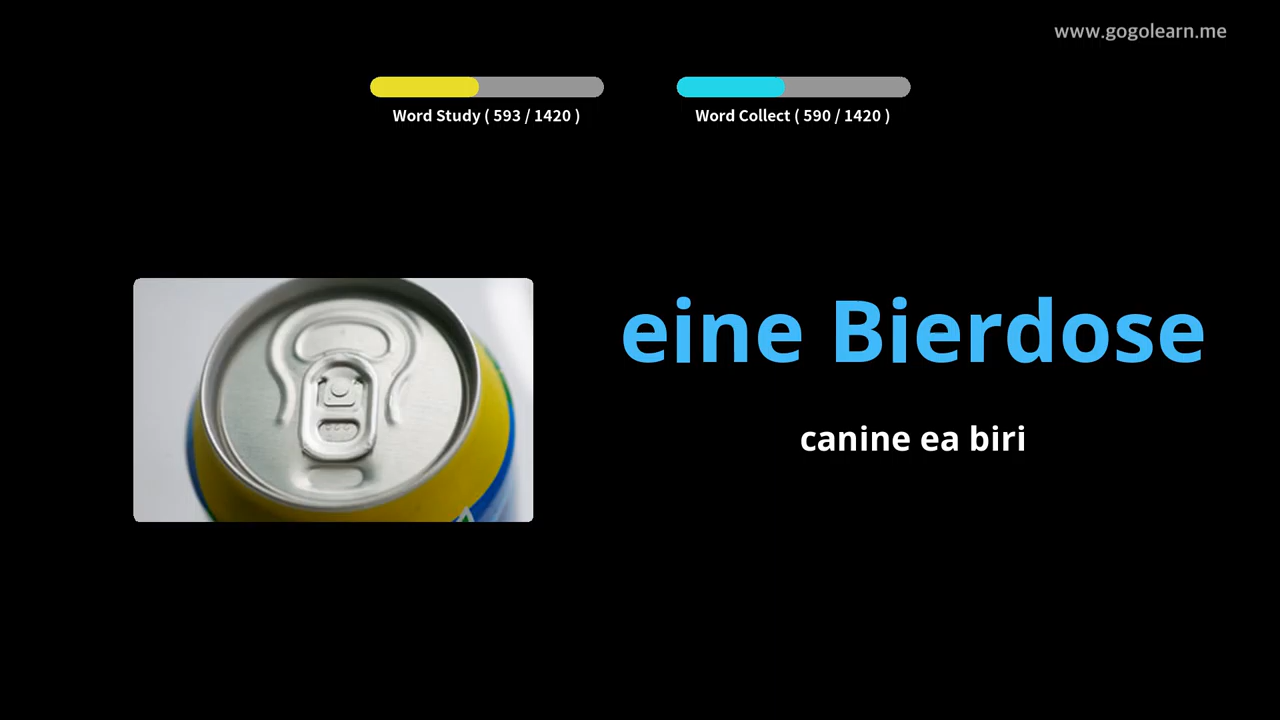 www.gogolearn.me
Word Study ( 593 / 1420 )
Word Collect ( 590 / 1420 )
eine Bierdose
canine ea biri